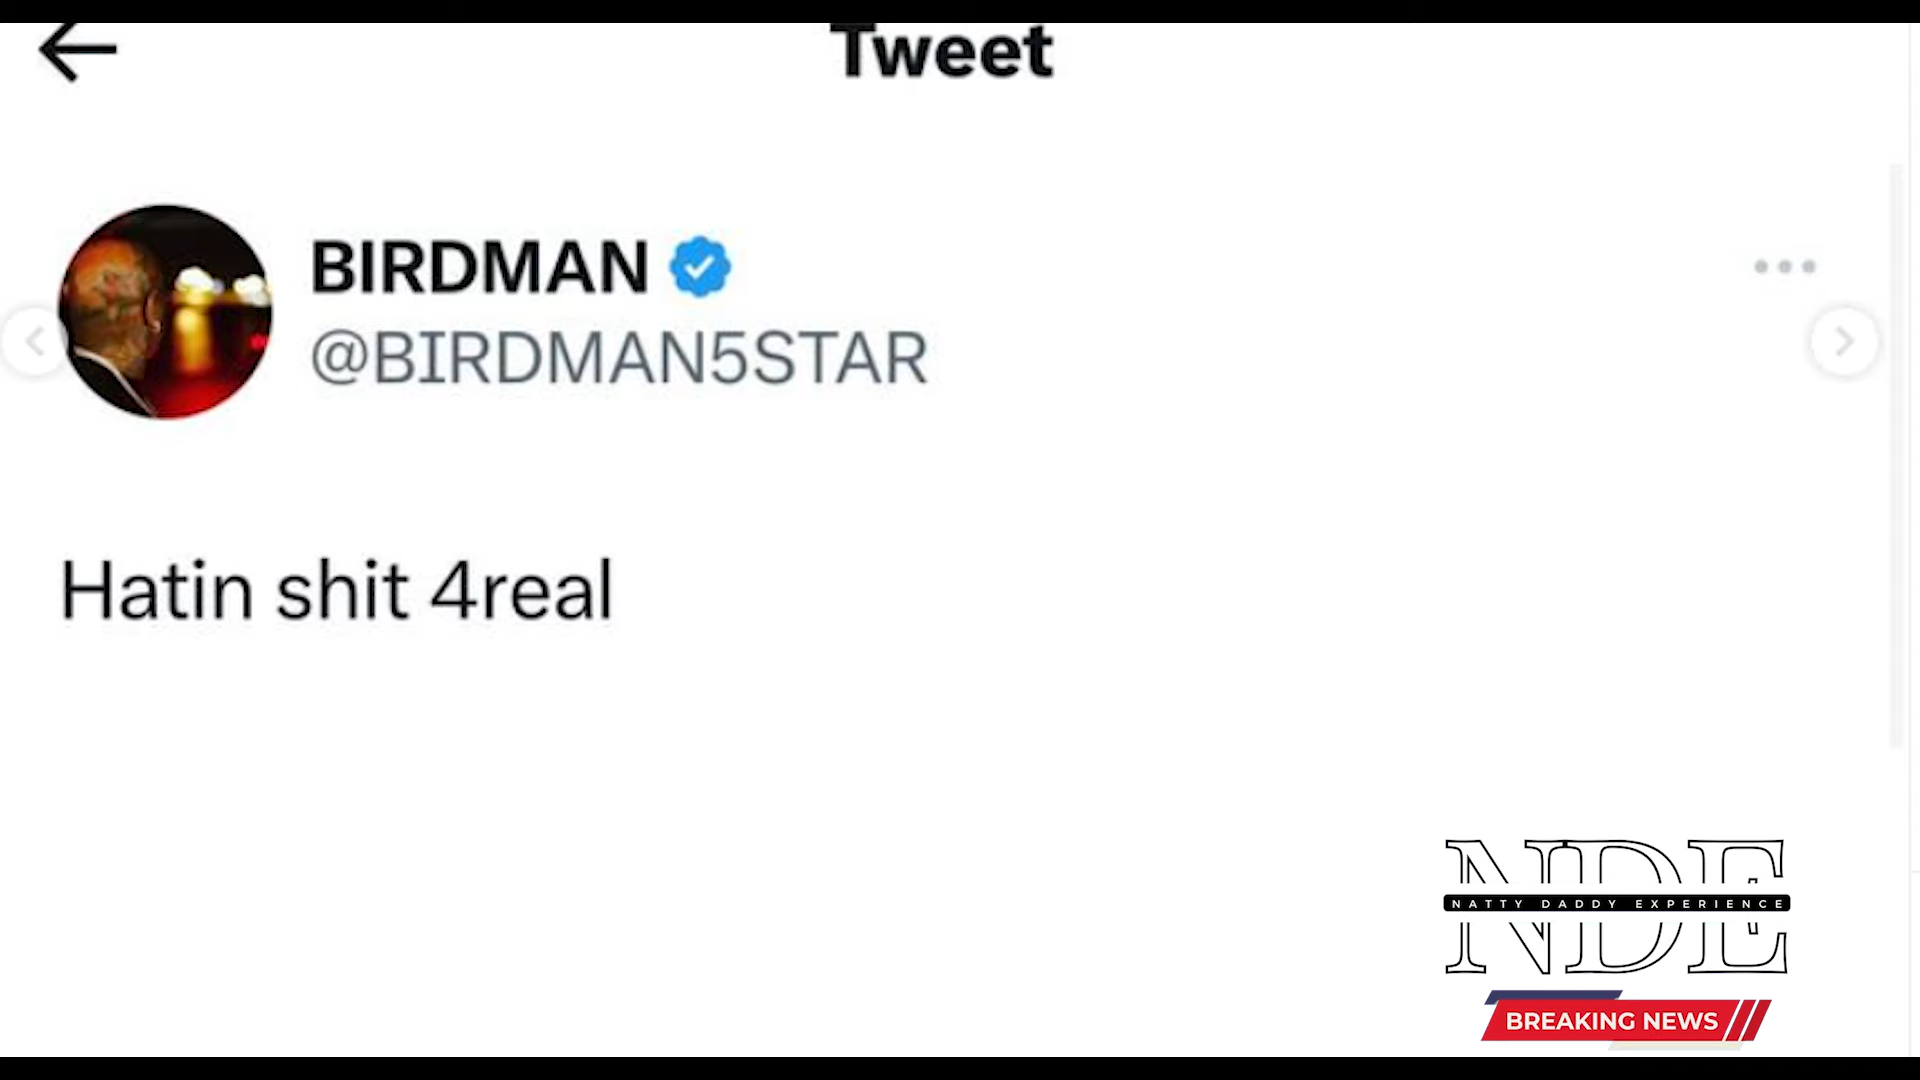 Tweet
BIRDMAN
@BIRDMAN5STAR
Hatin shit 4real
NDE
NATTY DADDY EXPERIENCE
BREAKING NEWS